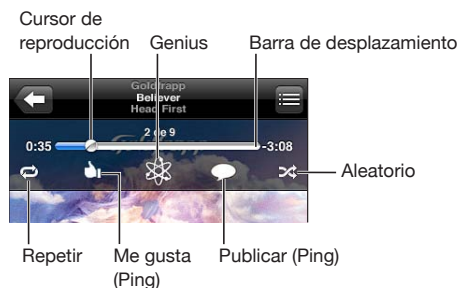 Cursor de
reproducción
Genius
Barra de desplazamiento
Goldfrapp
Believer
Head First
2 de 9
0:35
-3:08
Aleatorio
Repetir
Me gusta
(Ping)
Publicar (Ping)